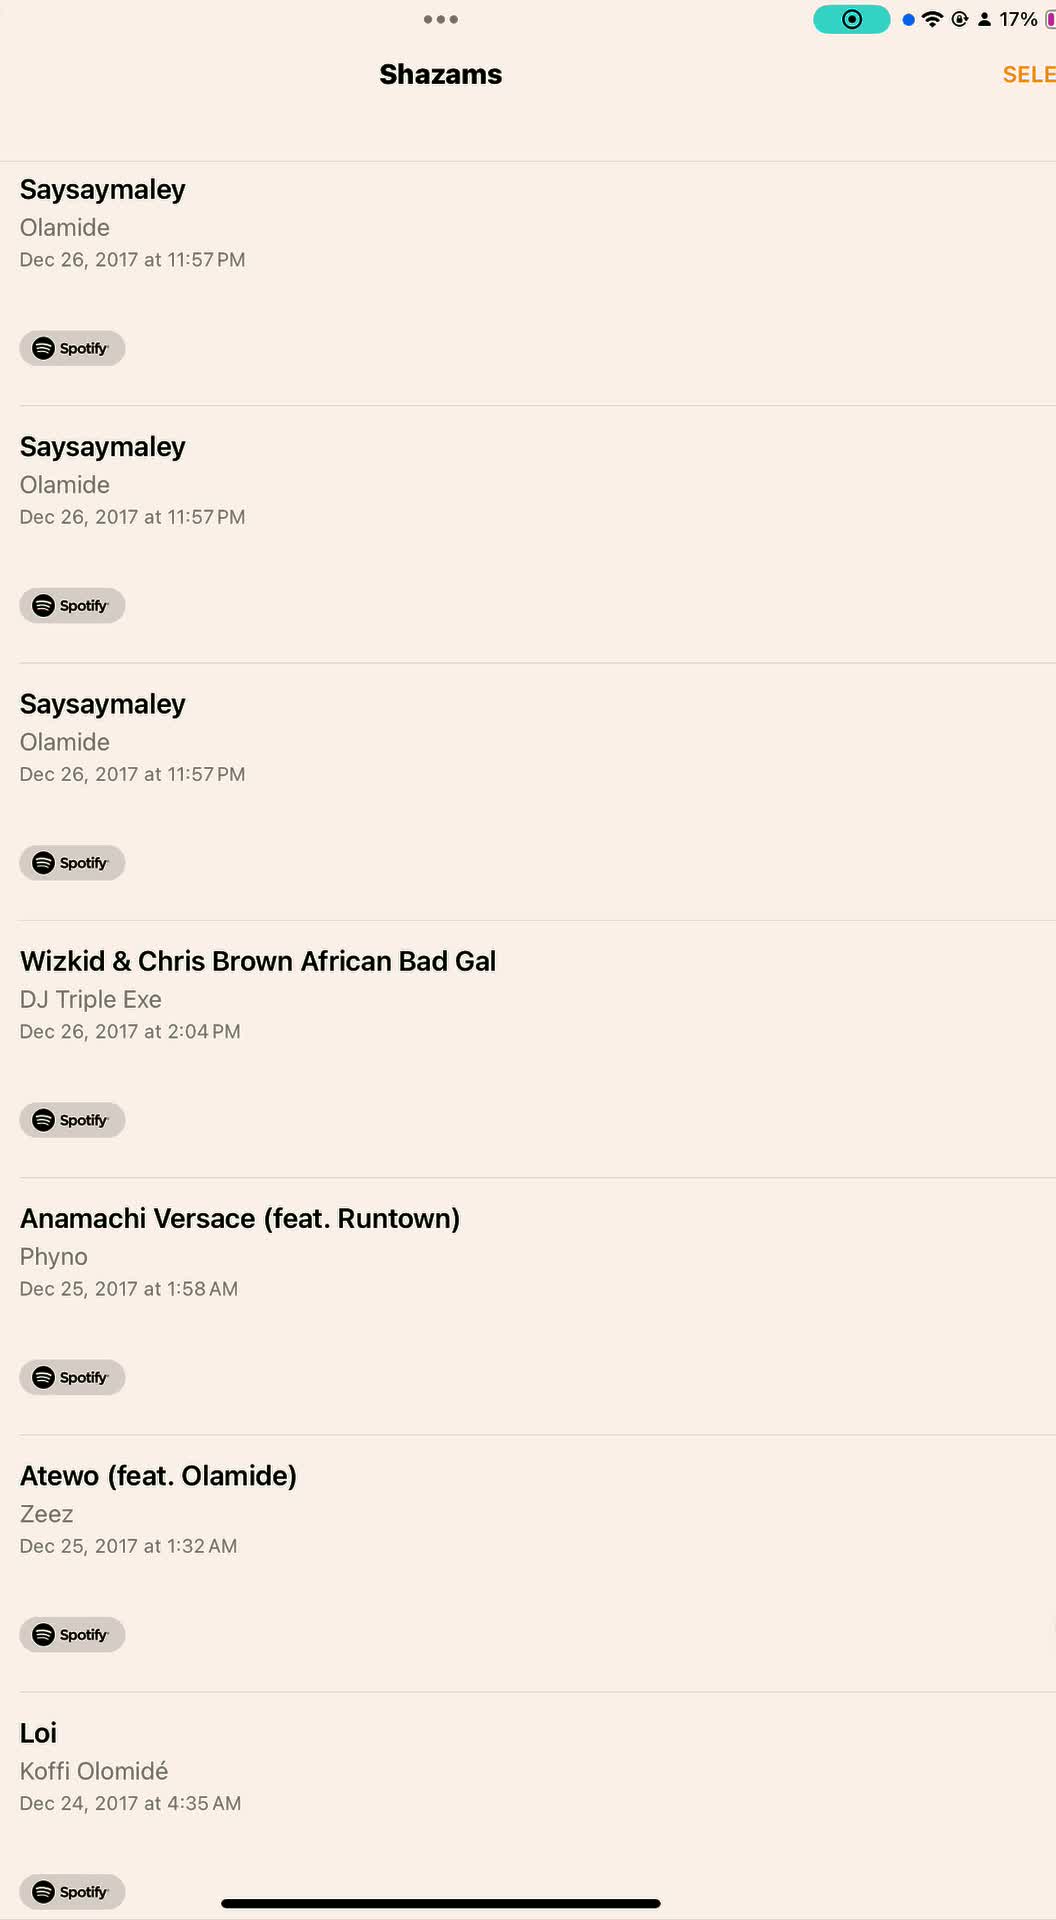 17%
Shazams
SELE
Saysaymaley
Olamide
Dec 26, 2017 at 11:57 PM
Spotify
Saysaymaley
Olamide
Dec 26, 2017 at 11:57 PM
Spotify
Saysaymaley
Olamide
Dec 26, 2017 at 11:57 PM
Spotify
Wizkid & Chris Brown African Bad Gal
DJ Triple Exe
Dec 26, 2017 at 2:04 PM
Spotify
Anamachi Versace (feat. Runtown)
Phyno
Dec 25, 2017 at 1:58 AM
Spotify
Atewo (feat. Olamide)
Zeez
Dec 25, 2017 at 1:32 AM
Spotify
Loi
Koffi Olomidé
Dec 24, 2017 at 4:35 AM
Spotify